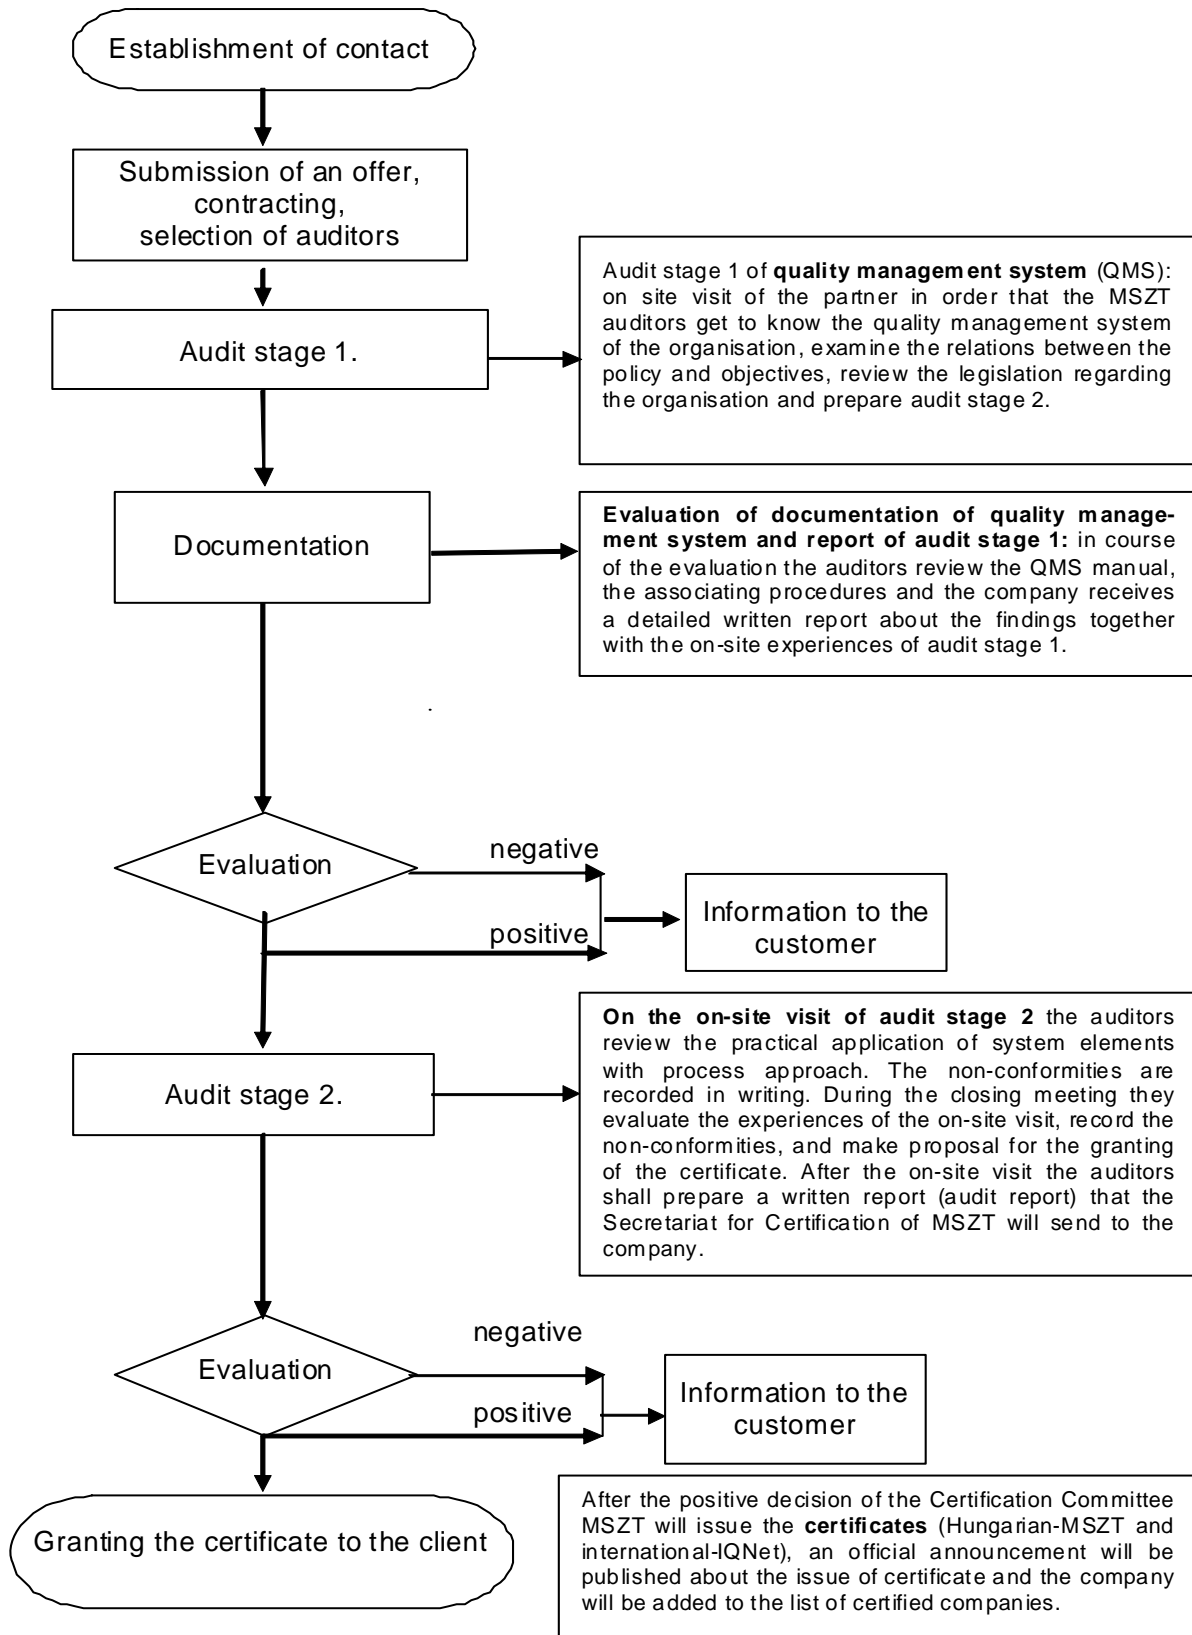 Establishment of contact
Submission of an offer,
contracting,
selection of auditors
Audit stage 1.
Audit stage 1 of quality management system (QMS):
on site visit of the partner in order that the MSZT
auditors get to know the quality management system
of the organisation, examine the relations between the
policy and objectives, review the legislation regarding
the organisation and prepare audit stage 2.
Documentation
Evaluation of documentation of quality manage-
ment system and report of audit stage 1: in course
of the evaluation the auditors review the QMS manual,
the associating procedures and the company receives
a detailed written report about the findings together
with the on-site experiences of audit stage 1.
.
Evaluation
negative
positive
Information to the
customer
Audit stage 2.
On the on-site visit of audit stage 2 the auditors
review the practical application of system elements
with process approach. The non-conformities are
recorded in writing. During the closing meeting they
evaluate the experiences of the on-site visit, record the
non-conformities, and make proposal for the granting
of the certificate. After the on-site visit the auditors
shall prepare a written report (audit report) that the
Secretariat for Certification of MSZT will send to the
company.
Evaluation
negative
positive
Information to the
customer
Granting the certificate to the client
After the positive decision of the Certification Committee
MSZT will issue the certificates (Hungarian-MSZT and
international-IQNet), an official announcement will be
published about the issue of certificate and the company
will be added to the list of certified companies.